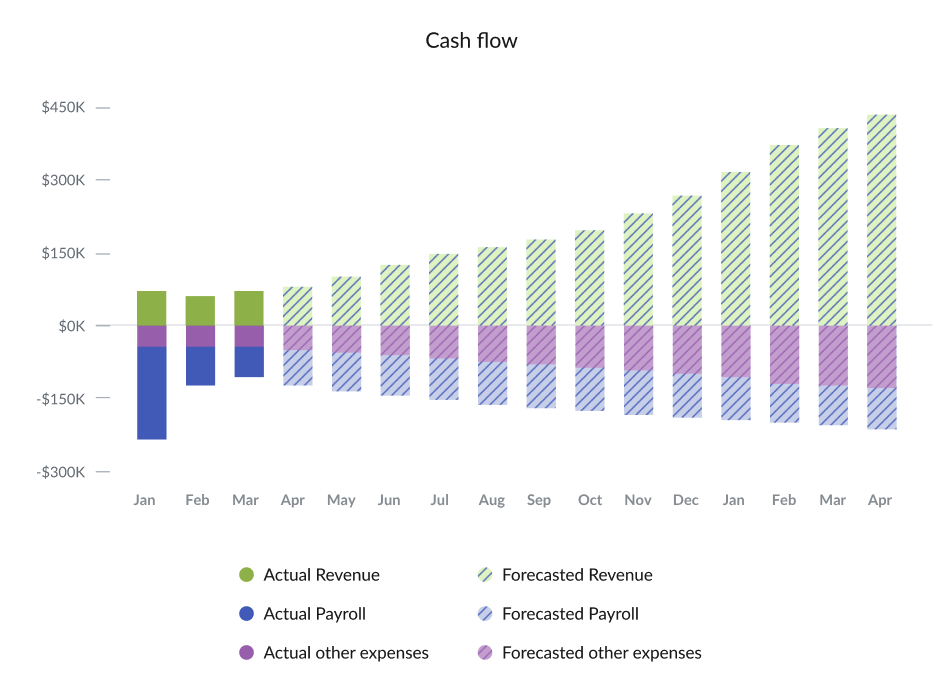 Cash flow
$450K
$300K
$150K
$0K
-$150K
-$300K
Jan Feb Mar Apr May Jun Jul Aug Sep Oct Nov Dec Jan Feb Mar Apr
Actual Revenue Forecasted Revenue
Actual Payroll Forecasted Payroll
Actual other expenses Forecasted other expenses